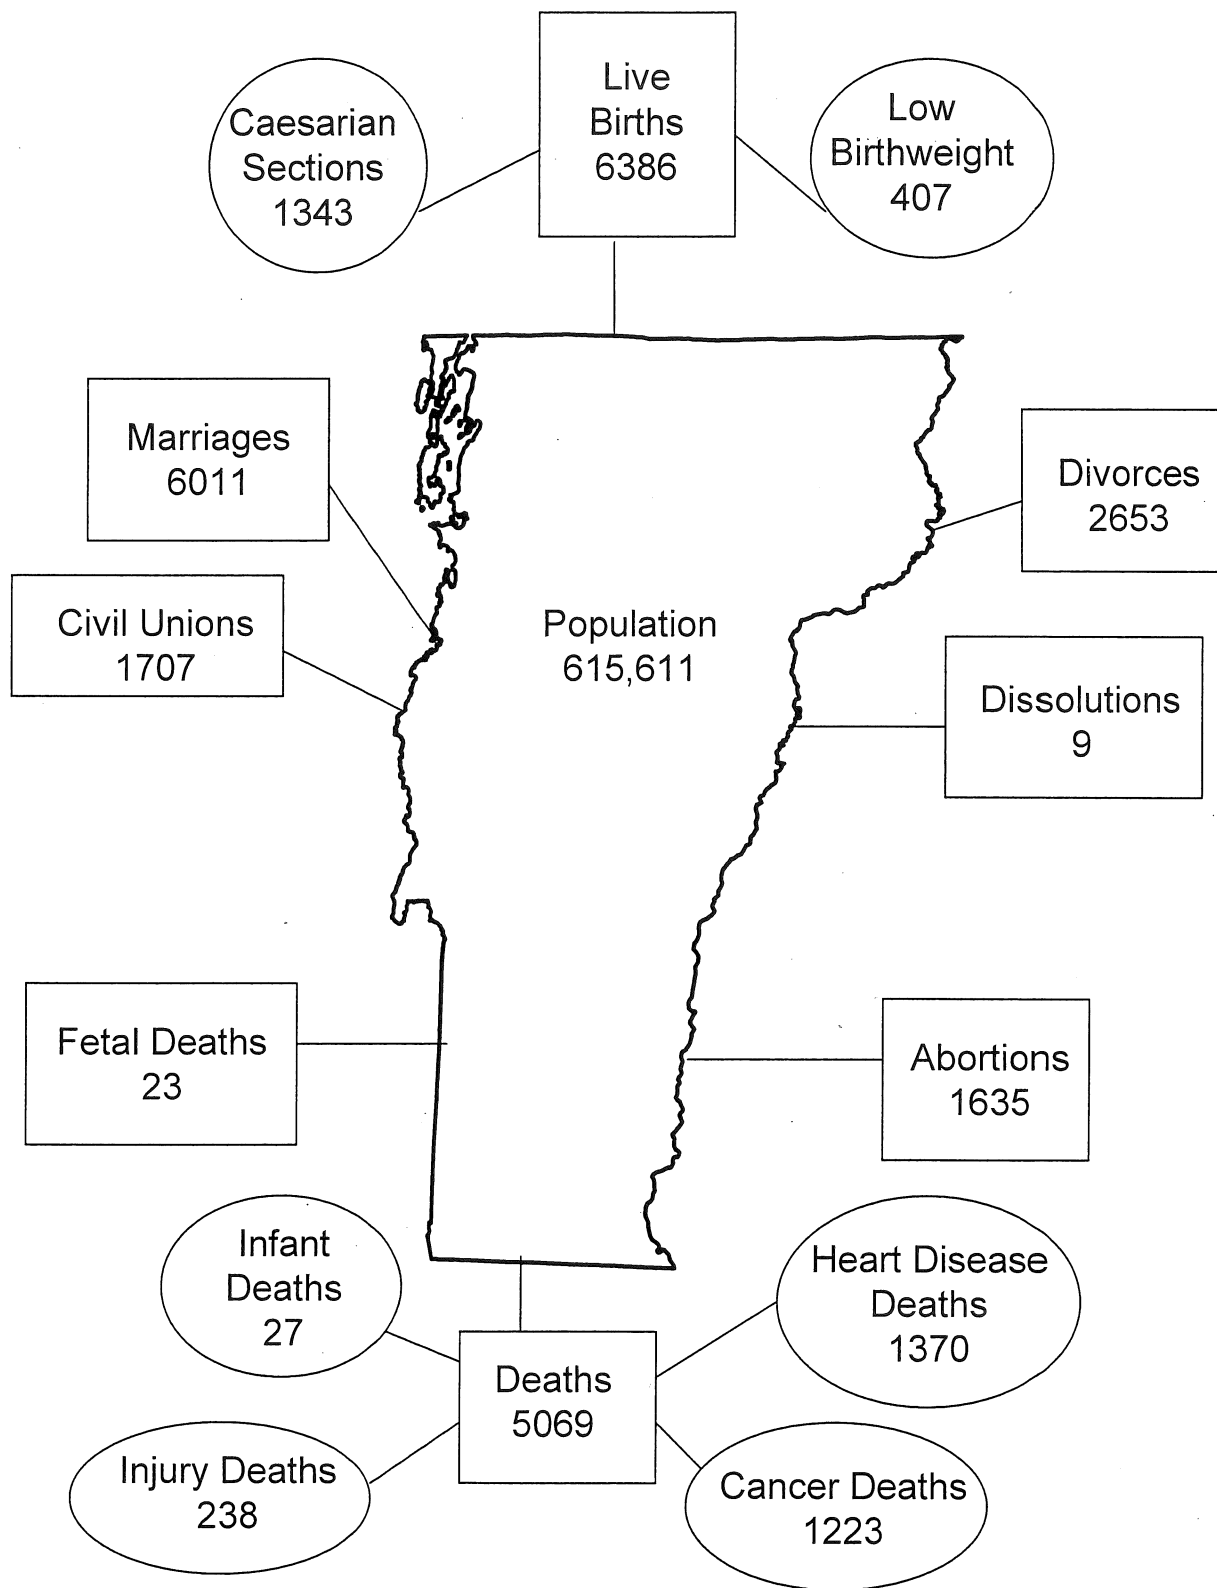 Live
Births
6386
Caesarian
Sections
1343
Low
Birthweight
407
Marriages
6011
Divorces
2653
Civil Unions
1707
Population
615,611
Dissolutions
9
Fetal Deaths
23
Abortions
1635
Infant
Deaths
27
Heart Disease
Deaths
1370
Deaths
5069
Injury Deaths
238
Cancer Deaths
1223